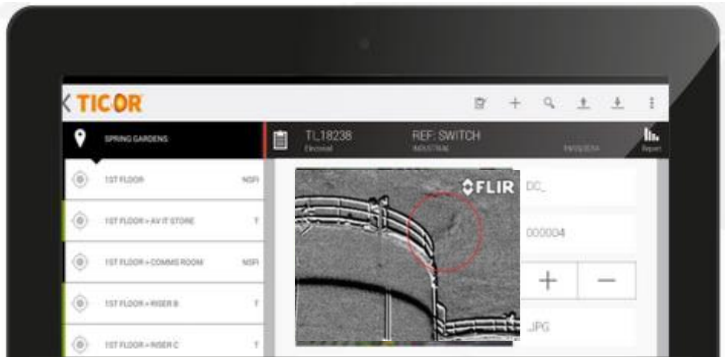 TICOR
SPRING GARDENS
TL18238
Electrical
REF: SWITCH
INDUSTRIAL
Report
1ST FLOOR
NSFI
1ST FLOOR > AV IT STORE
T
1ST FLOOR > COMMS ROOM
NSFI
1ST FLOOR > RISER B
T
1ST FLOOR > RISER C
T
FLIR
DC_
000004
.JPG